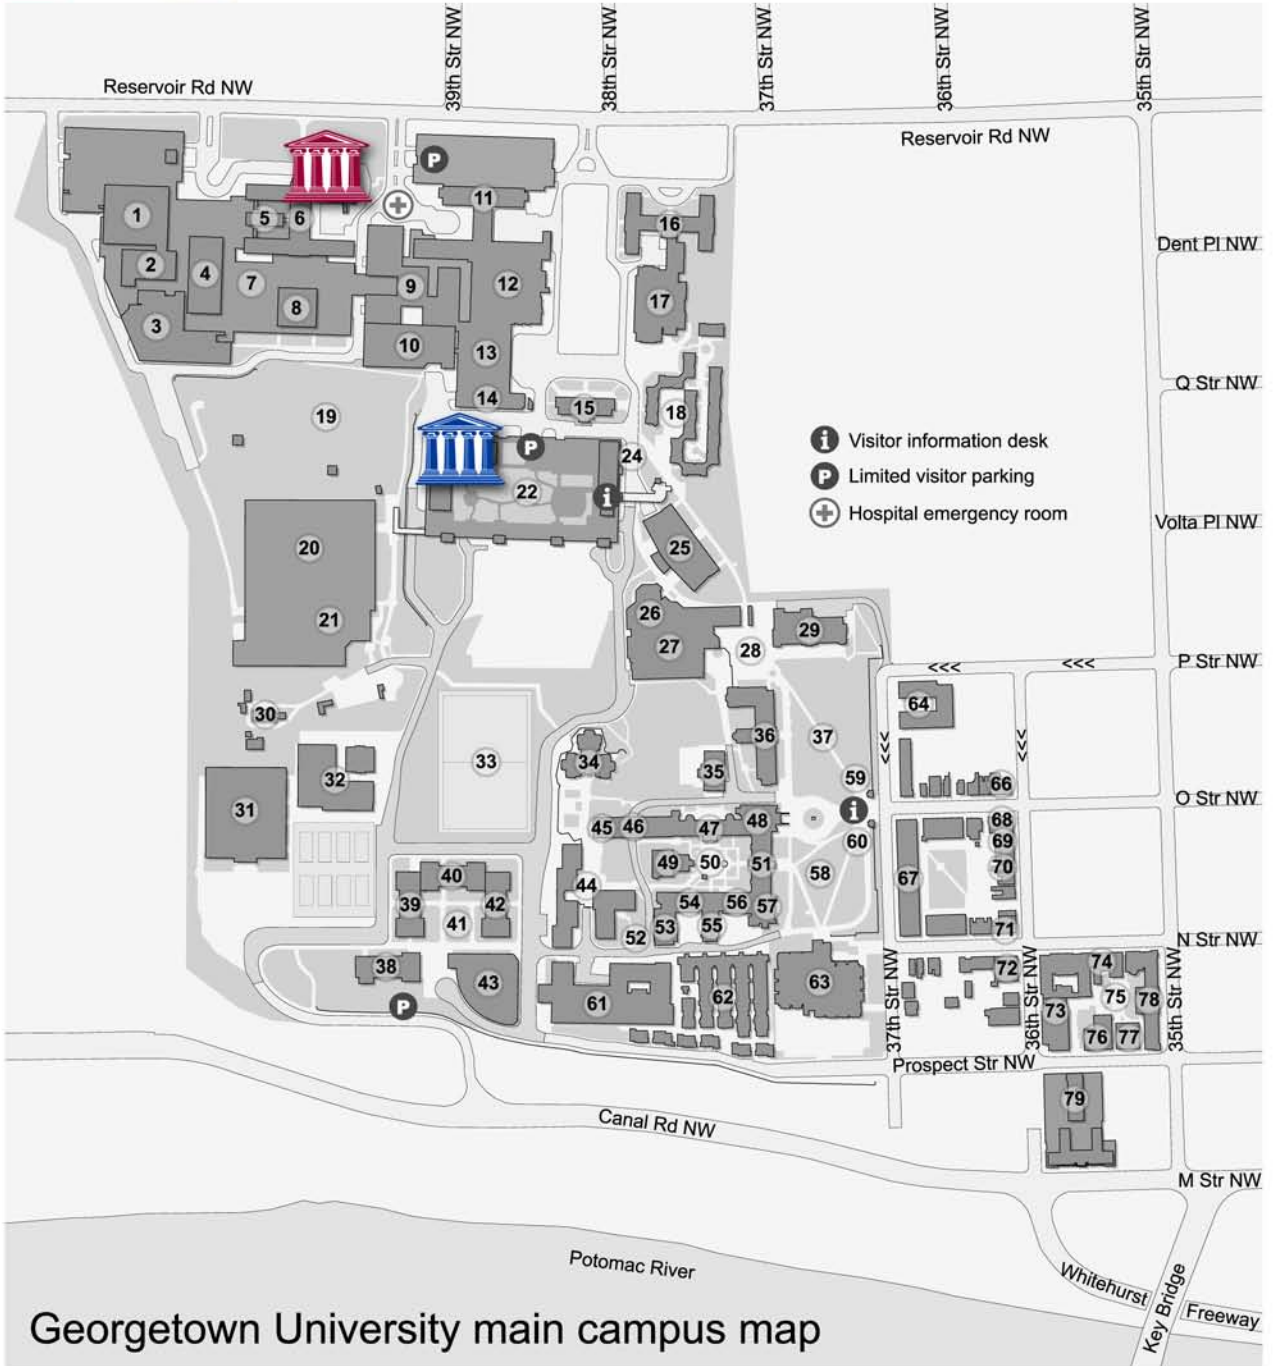 39th Str NW
38th Str NW
37th Str NW
36th Str NW
35th Str NW
Reservoir Rd NW
Reservoir Rd NW
P
11
1
5
6
16
Dent Pl NW
2
4
7
9
12
8
17
3
10
13
Q Str NW
14
15
18
19
i Visitor information desk
P
24
P Limited visitor parking
22
i
Hospital emergency room
Volta Pl NW
20
25
21
26
29
27
28
P Str NW
<<<
<<<
30
64
36
37
<<<
<<<
33
34
35
32
59
66
O Str NW
31
i
45
46
47
48
68
60
69
49
50
51
70
40
58
67
44
39
42
54
56
57
41
53
55
71
52
N Str NW
38
72
74
43
62
63
75
P
61
73
78
76
77
37th Str NW
36th Str NW
35th Str NW
Prospect Str NW
79
Canal Rd NW
M Str NW
Potomac River
Whitehurst
Freeway
Key Bridge
Georgetown University main campus map